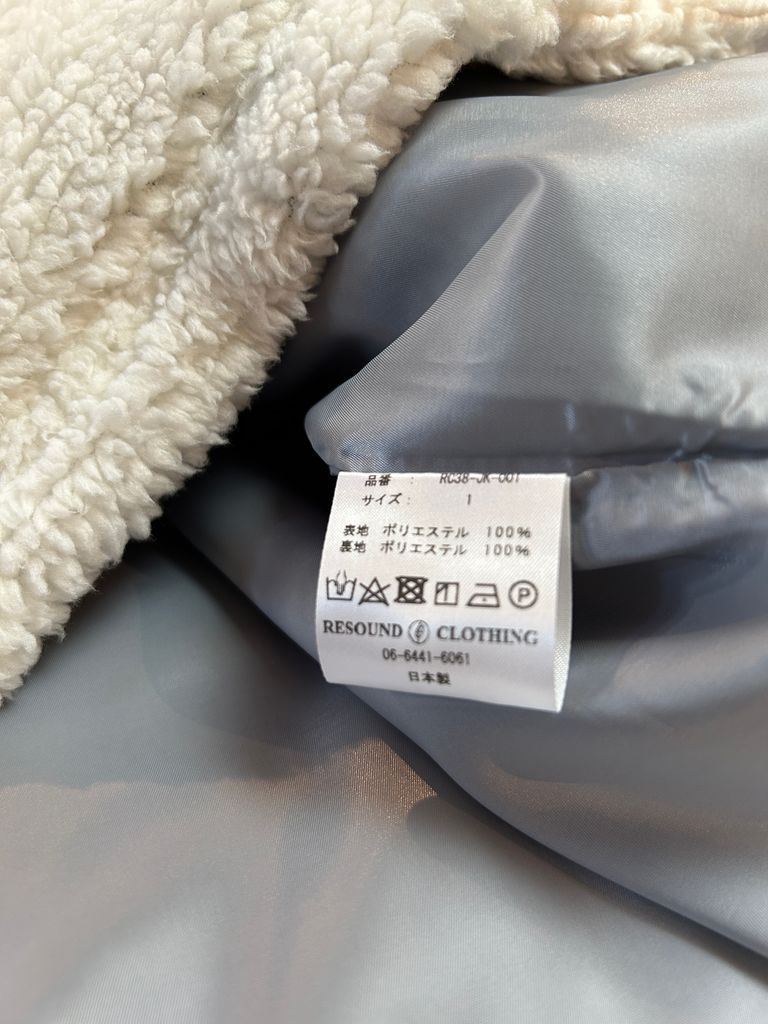 品番 : RC38-JK-001
サイズ : 1
表地 ポリエステル 100%
裏地 ポリエステル 100%
RESOUND CLOTHING
06-6441-6061
日本製